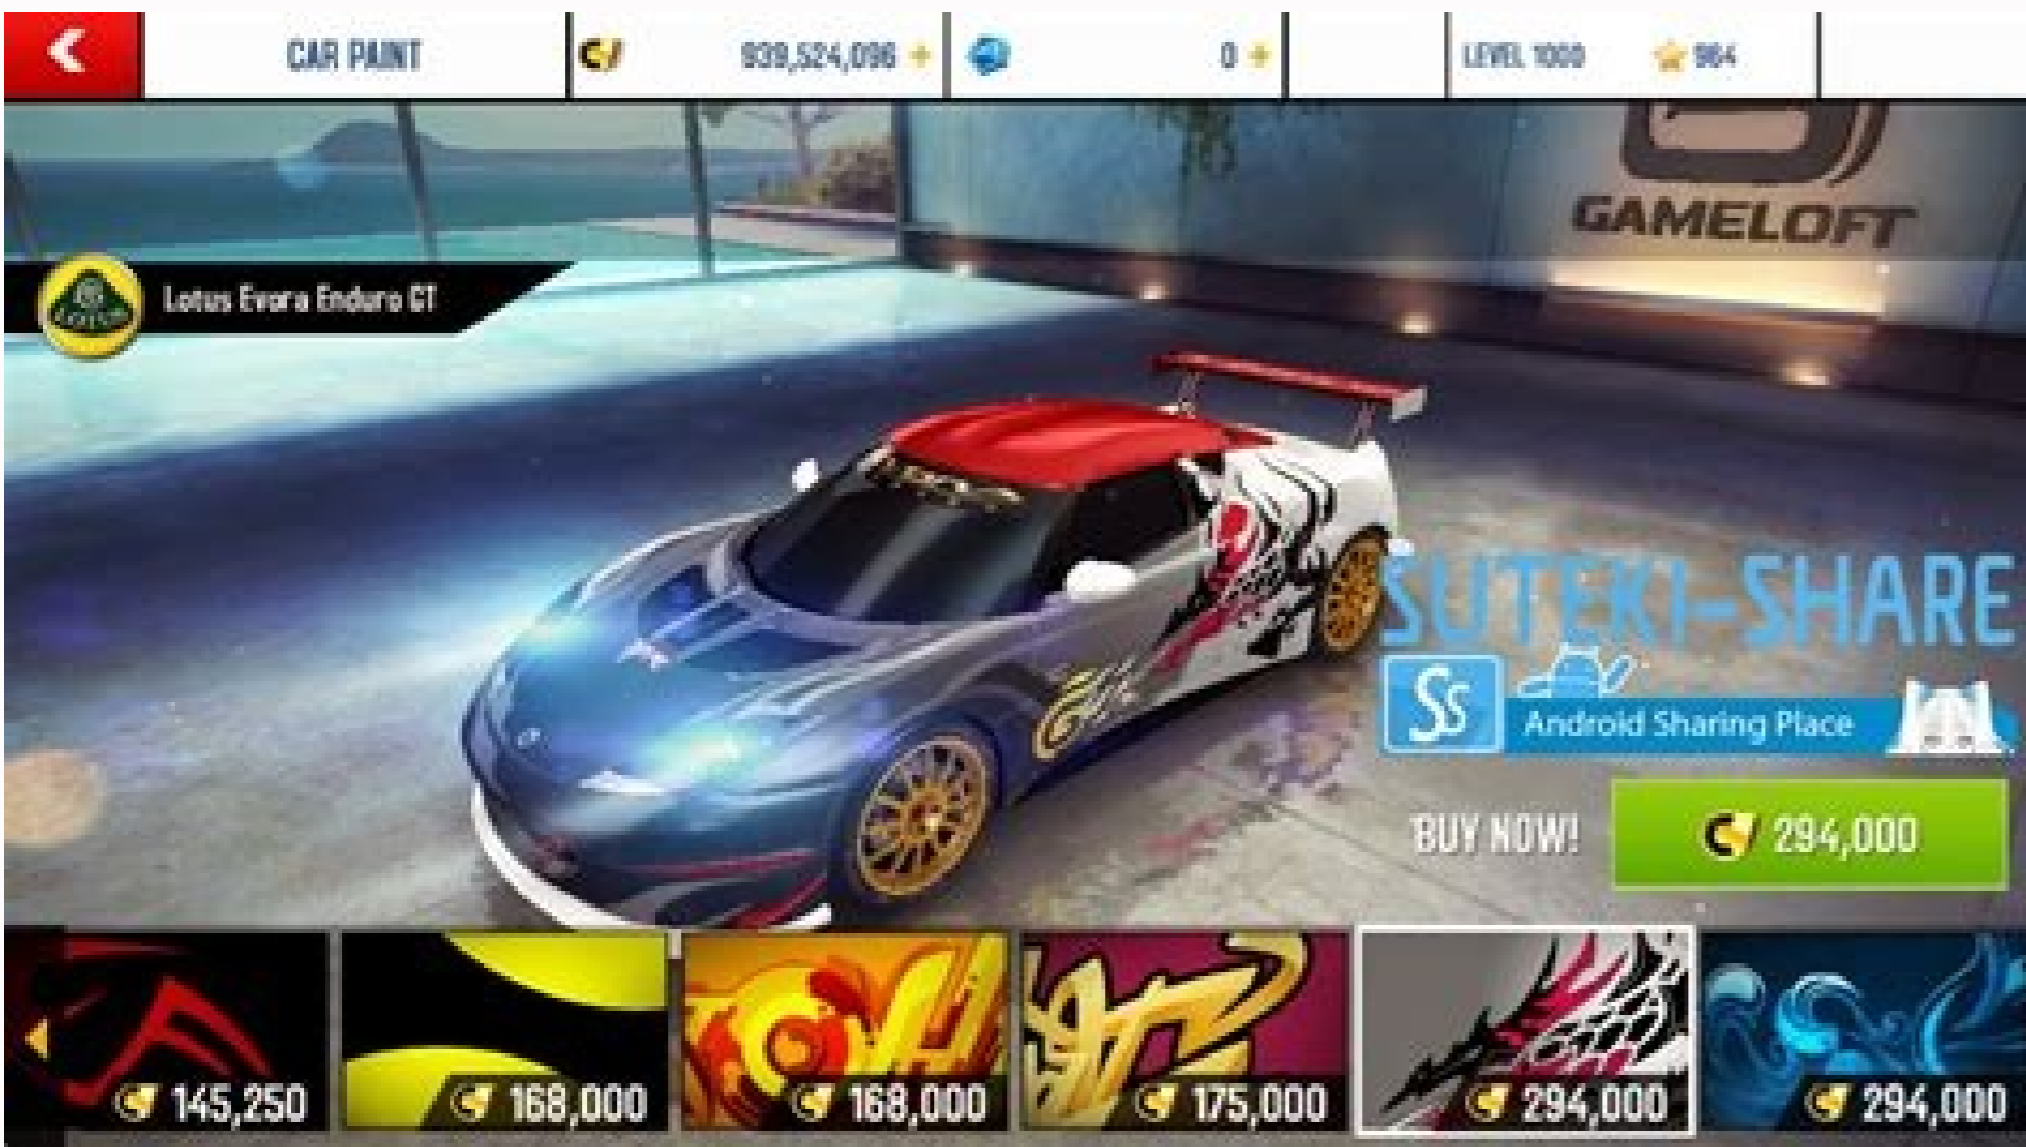 CAR PAINT
939,524,096 +
0 +
LEVEL 1000
964
GAMELOFT
LOTUS
Lotus Evora Enduro GT
SUTEKI-SHARE
Ss
Android Sharing Place
BUY NOW!
294,000
145,250
168,000
168,000
175,000
294,000
294,000